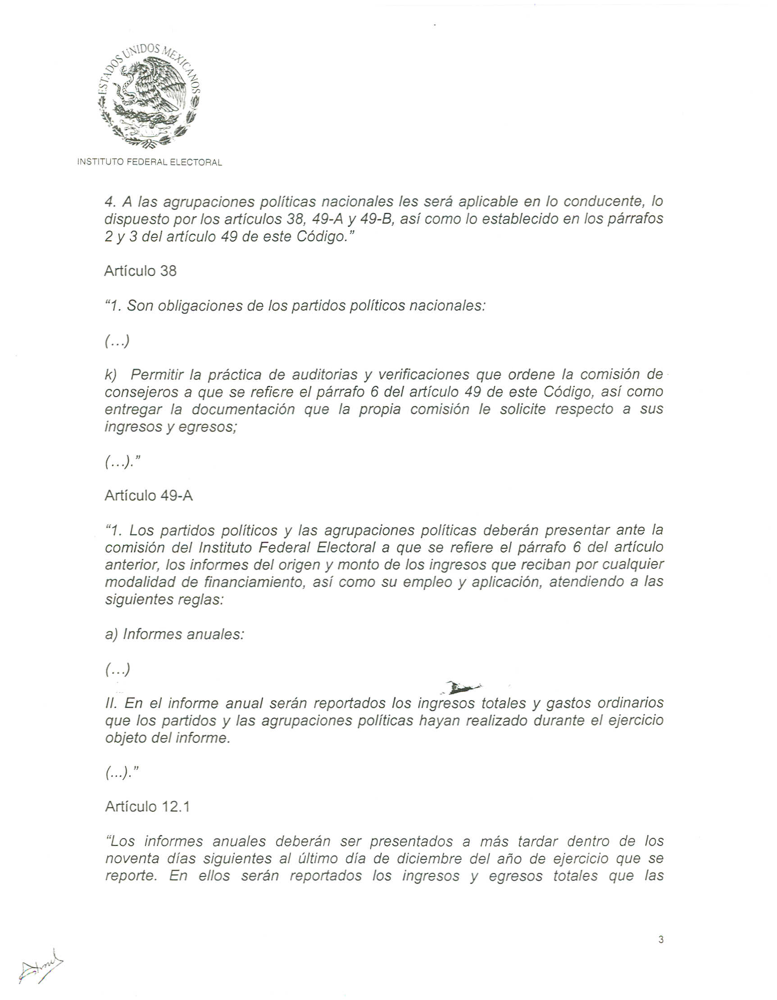 ESTADOS UNIDOS MEXICANOS
INSTITUTO FEDERAL ELECTORAL
4. A las agrupaciones políticas nacionales les será aplicable en lo conducente, lo
dispuesto por los artículos 38, 49-A y 49-B, así como lo establecido en los párrafos
2 y 3 del artículo 49 de este Código.”
Artículo 38
“1. Son obligaciones de los partidos políticos nacionales:
(...)
k) Permitir la práctica de auditorias y verificaciones que ordene la comisión de
consejeros a que se refiere el párrafo 6 del artículo 49 de este Código, así como
entregar la documentación que la propia comisión le solicite respecto a sus
ingresos y egresos;
(...).”
Artículo 49-A
“1. Los partidos políticos y las agrupaciones políticas deberán presentar ante la
comisión del Instituto Federal Electoral a que se refiere el párrafo 6 del artículo
anterior, los informes del origen y monto de los ingresos que reciban por cualquier
modalidad de financiamiento, así como su empleo y aplicación, atendiendo a las
siguientes reglas:
a) Informes anuales:
(...)
II. En el informe anual serán reportados los ingresos totales y gastos ordinarios
que los partidos y las agrupaciones políticas hayan realizado durante el ejercicio
objeto del informe.
(...).”
Artículo 12.1
“Los informes anuales deberán ser presentados a más tardar dentro de los
noventa días siguientes al último día de diciembre del año de ejercicio que se
reporte. En ellos serán reportados los ingresos y egresos totales que las
3